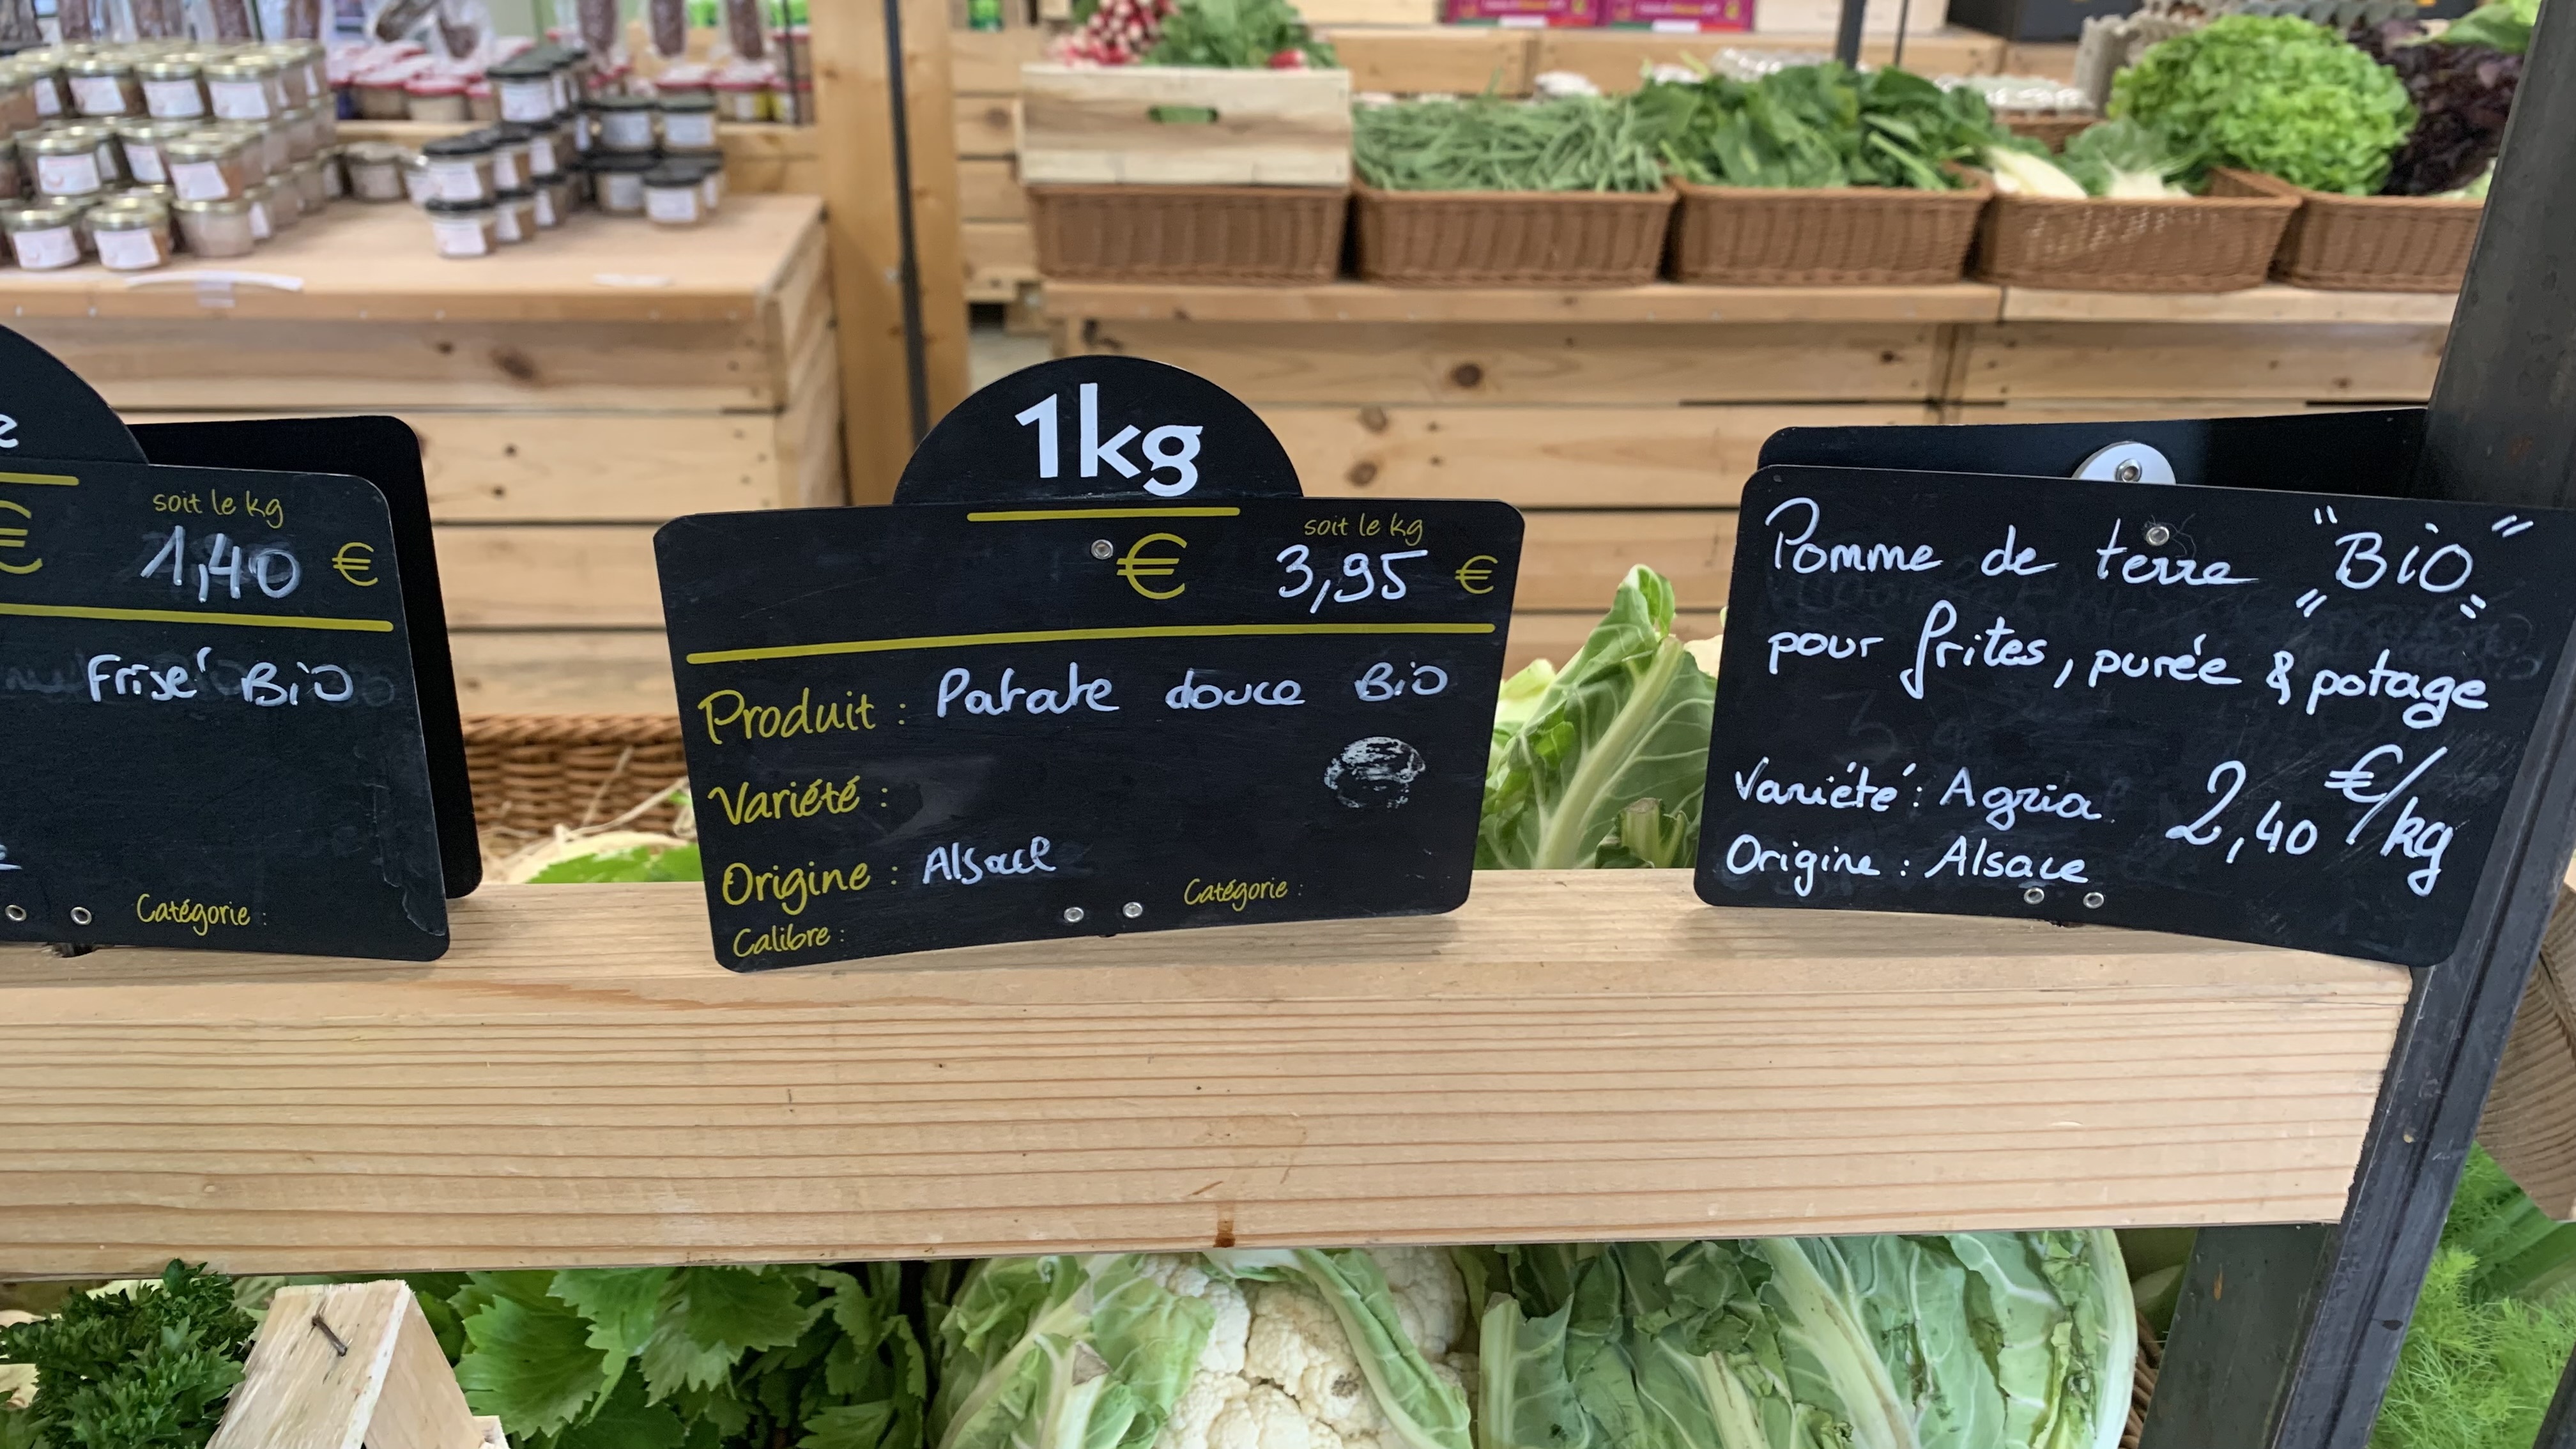 soit le kg
€ 1,40 €
Frisé Bio
Catégorie :
1kg
soit le kg
€ 3,95 €
Produit : Patate douce Bio
Variété :
Origine : Alsace
Catégorie :
Calibre :
Pomme de terre "BiO"
pour frites, purée & potage
Variété : Agria 2,40 €/kg
Origine : Alsace